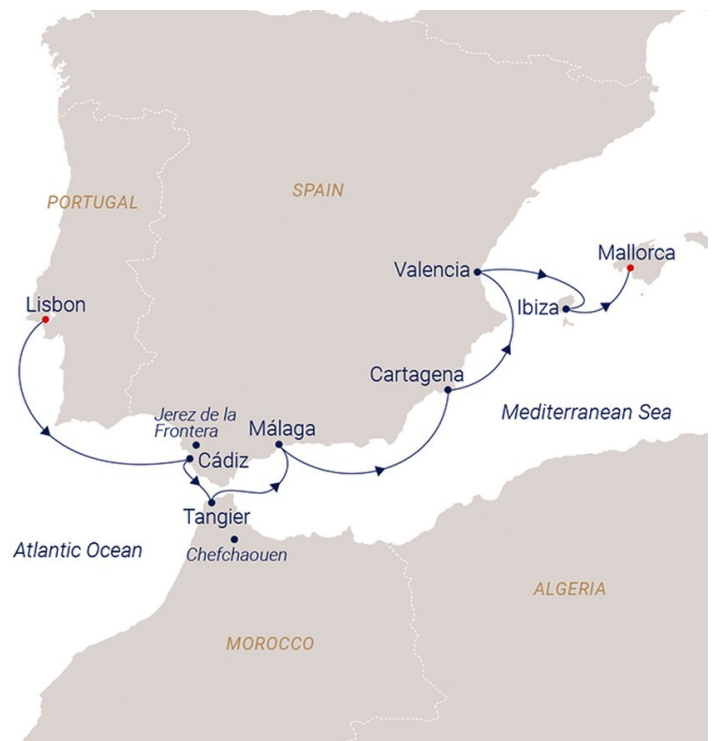 PORTUGAL
SPAIN
Mallorca
Valencia
Lisbon
Ibiza
Cartagena
Mediterranean Sea
Jerez de la
Frontera
Málaga
Cádiz
Tangier
Atlantic Ocean
Chefchaouen
ALGERIA
MOROCCO